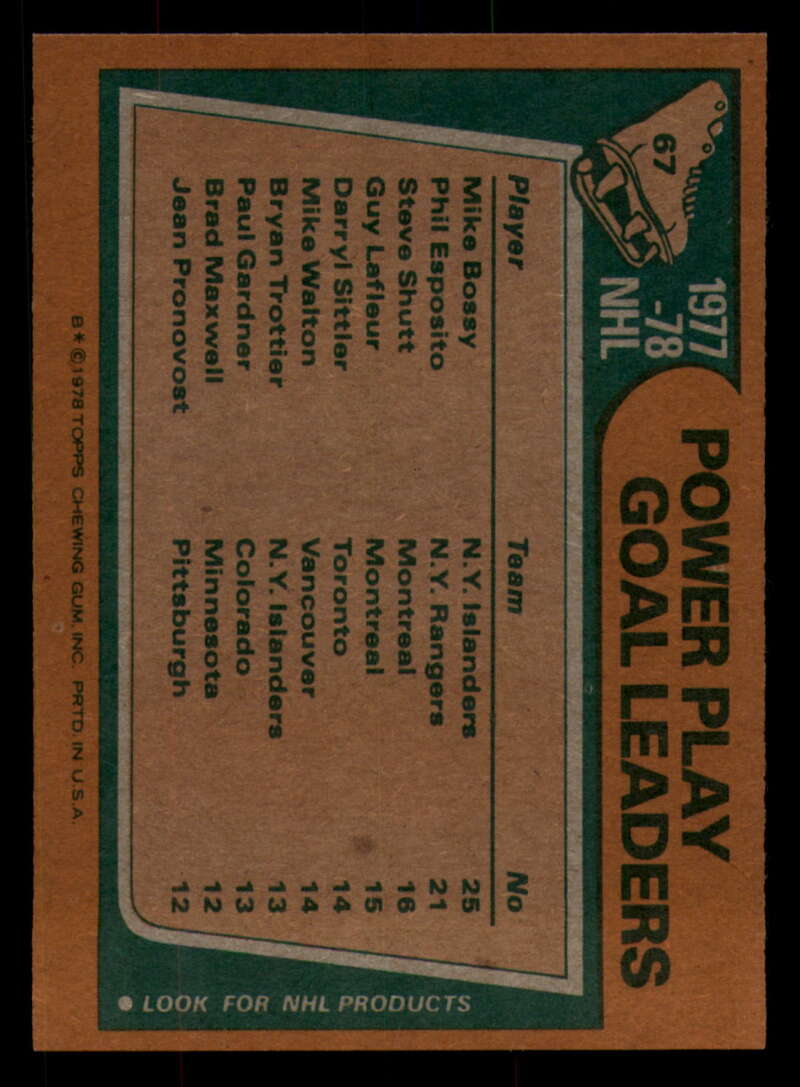 67
1977
-78
NHL
POWER PLAY
GOAL LEADERS
Player Team No
Mike Bossy N.Y. Islanders 25
Phil Esposito N.Y. Rangers 21
Steve Shutt Montreal 16
Guy Lafleur Montreal 15
Darryl Sittler Toronto 14
Mike Walton Vancouver 14
Bryan Trottier N.Y. Islanders 13
Paul Gardner Colorado 13
Brad Maxwell Minnesota 12
Jean Pronovost Pittsburgh 12
● LOOK FOR NHL PRODUCTS
B*©1978 TOPPS CHEWING GUM, INC. PRTD. IN U.S.A.